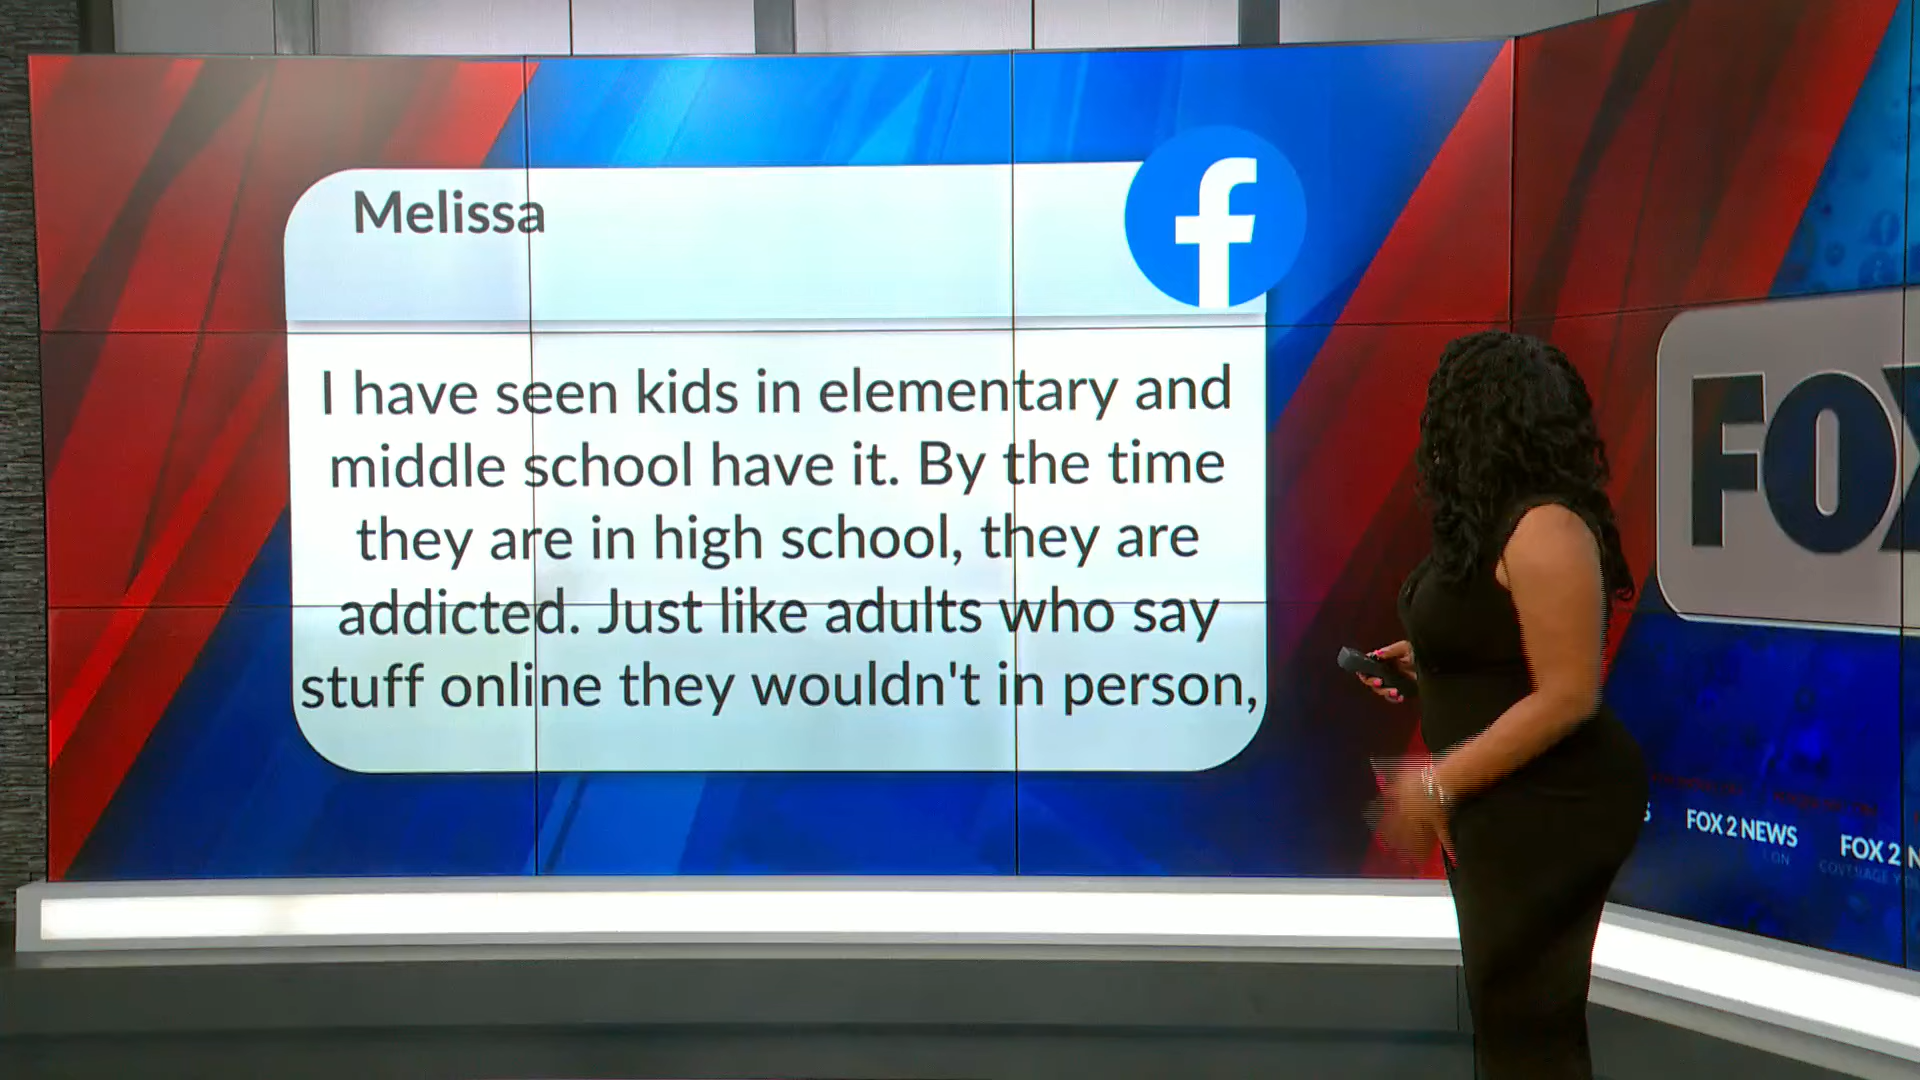 Melissa
I have seen kids in elementary and
middle school have it. By the time
they are in high school, they are
addicted. Just like adults who say
stuff online they wouldn't in person,
FOX 2 NEWS
FOX 2